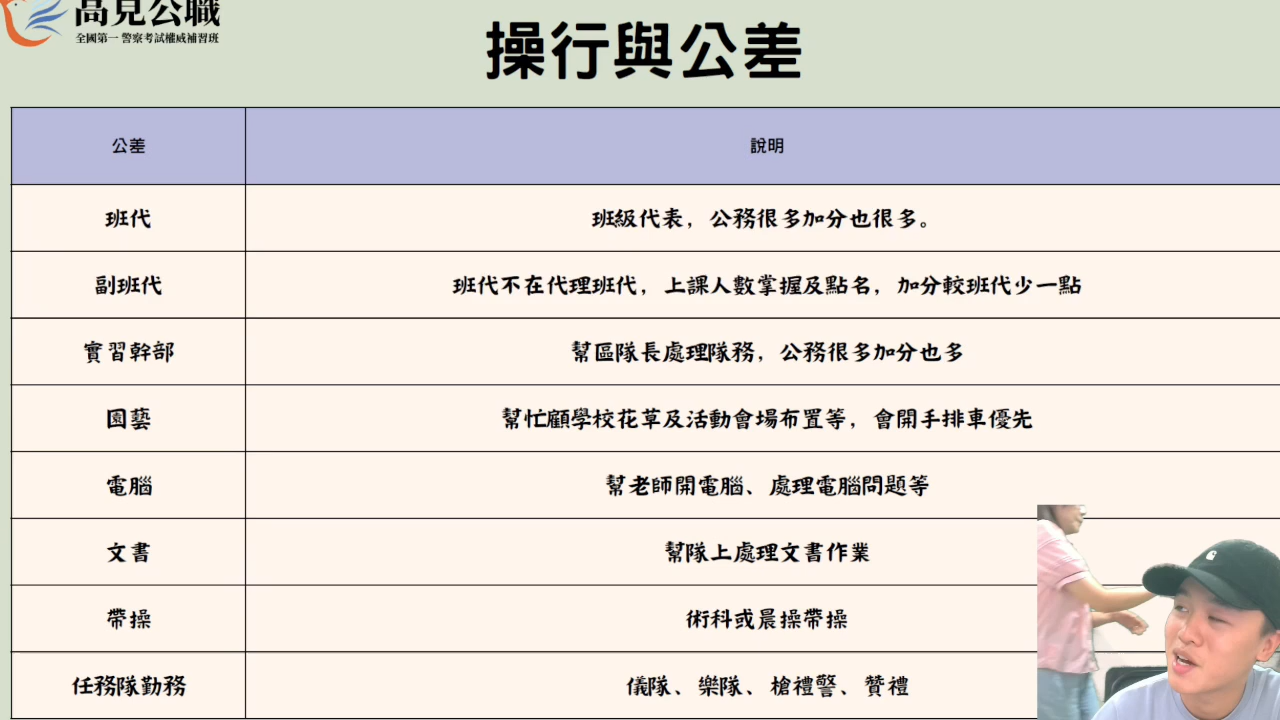 高見公職
全國第一 警察考試權威補習班
操行與公差
公差 說明
班代 班級代表，公務很多加分也很多。
副班代 班代不在代理班代，上課人數掌握及點名，加分較班代少一點
實習幹部 幫區隊長處理隊務，公務很多加分也多
園藝 幫忙顧學校花草及活動會場布置等，會開手排車優先
電腦 幫老師開電腦、處理電腦問題等
文書 幫隊上處理文書作業
帶操 術科或晨操帶操
任務隊勤務 儀隊、樂隊、槍禮警、贊禮